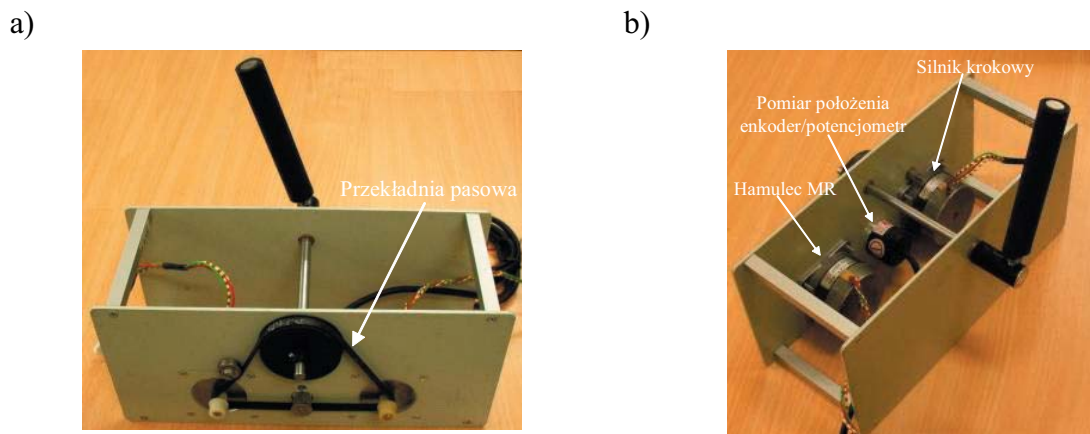 a)
b)
Przekładnia pasowa
Silnik krokowy
Pomiar położenia
enkoder/potencjometr
Hamulec MR